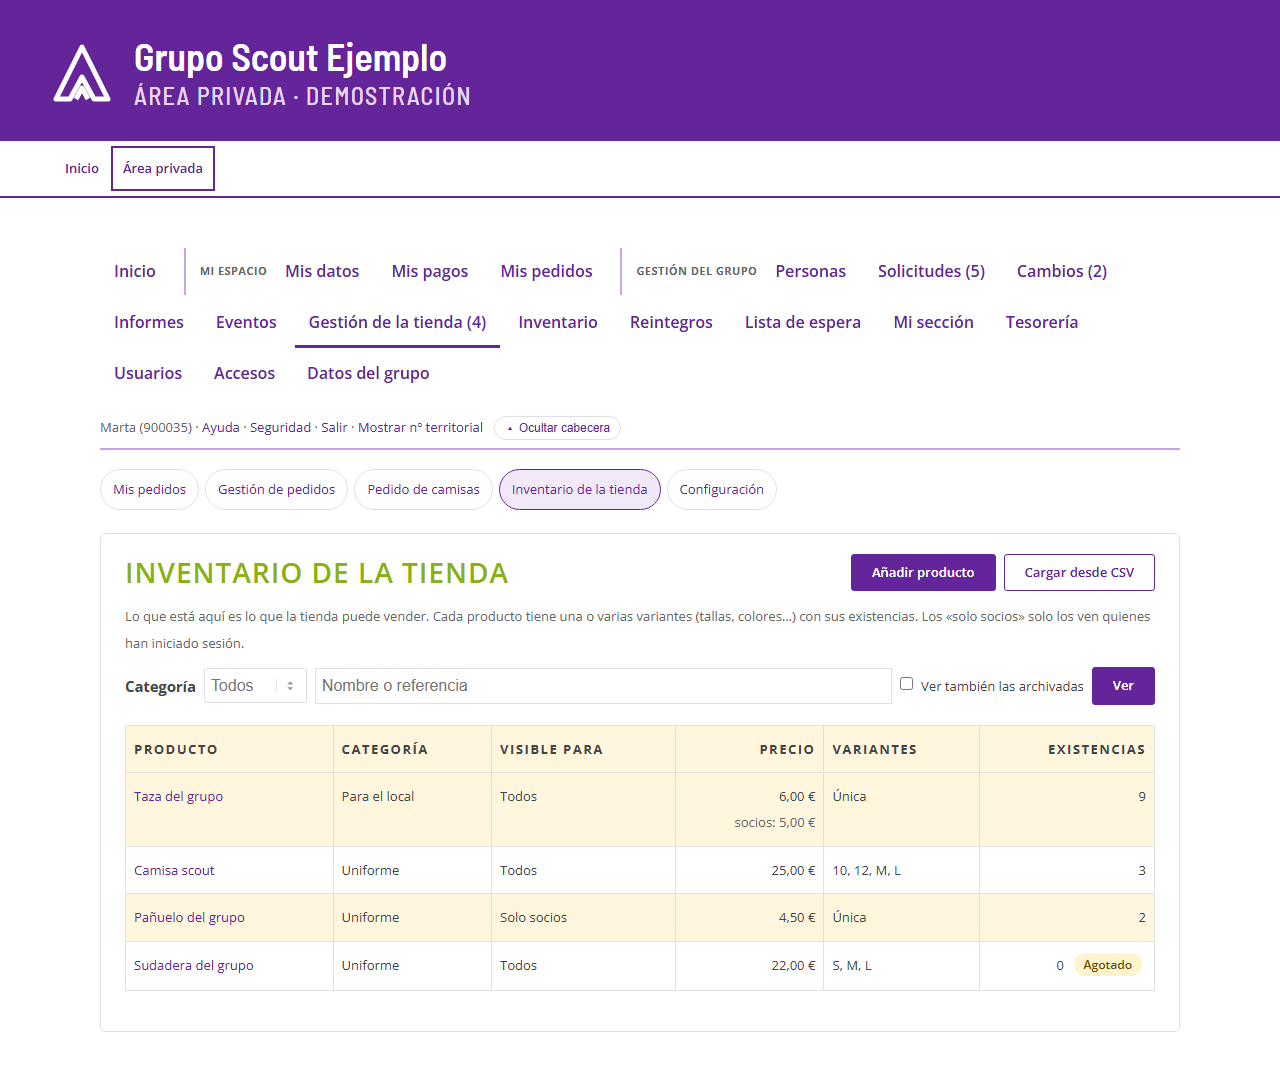 Grupo Scout Ejemplo
ÁREA PRIVADA · DEMOSTRACIÓN
Inicio Área privada
Inicio MI ESPACIO Mis datos Mis pagos Mis pedidos GESTIÓN DEL GRUPO Personas Solicitudes (5) Cambios (2)
Informes Eventos Gestión de la tienda (4) Inventario Reintegros Lista de espera Mi sección Tesorería
Usuarios Accesos Datos del grupo
Marta (900035) · Ayuda · Seguridad · Salir · Mostrar nº territorial ▲ Ocultar cabecera
Mis pedidos Gestión de pedidos Pedido de camisas Inventario de la tienda Configuración
INVENTARIO DE LA TIENDA Añadir producto Cargar desde CSV
Lo que está aquí es lo que la tienda puede vender. Cada producto tiene una o varias variantes (tallas, colores…) con sus existencias. Los «solo socios» solo los ven quienes
han iniciado sesión.
Categoría Todos Nombre o referencia Ver también las archivadas Ver
PRODUCTO CATEGORÍA VISIBLE PARA PRECIO VARIANTES EXISTENCIAS
Taza del grupo Para el local Todos 6,00 € Única 9
socios: 5,00 €
Camisa scout Uniforme Todos 25,00 € 10, 12, M, L 3
Pañuelo del grupo Uniforme Solo socios 4,50 € Única 2
Sudadera del grupo Uniforme Todos 22,00 € S, M, L 0 Agotado